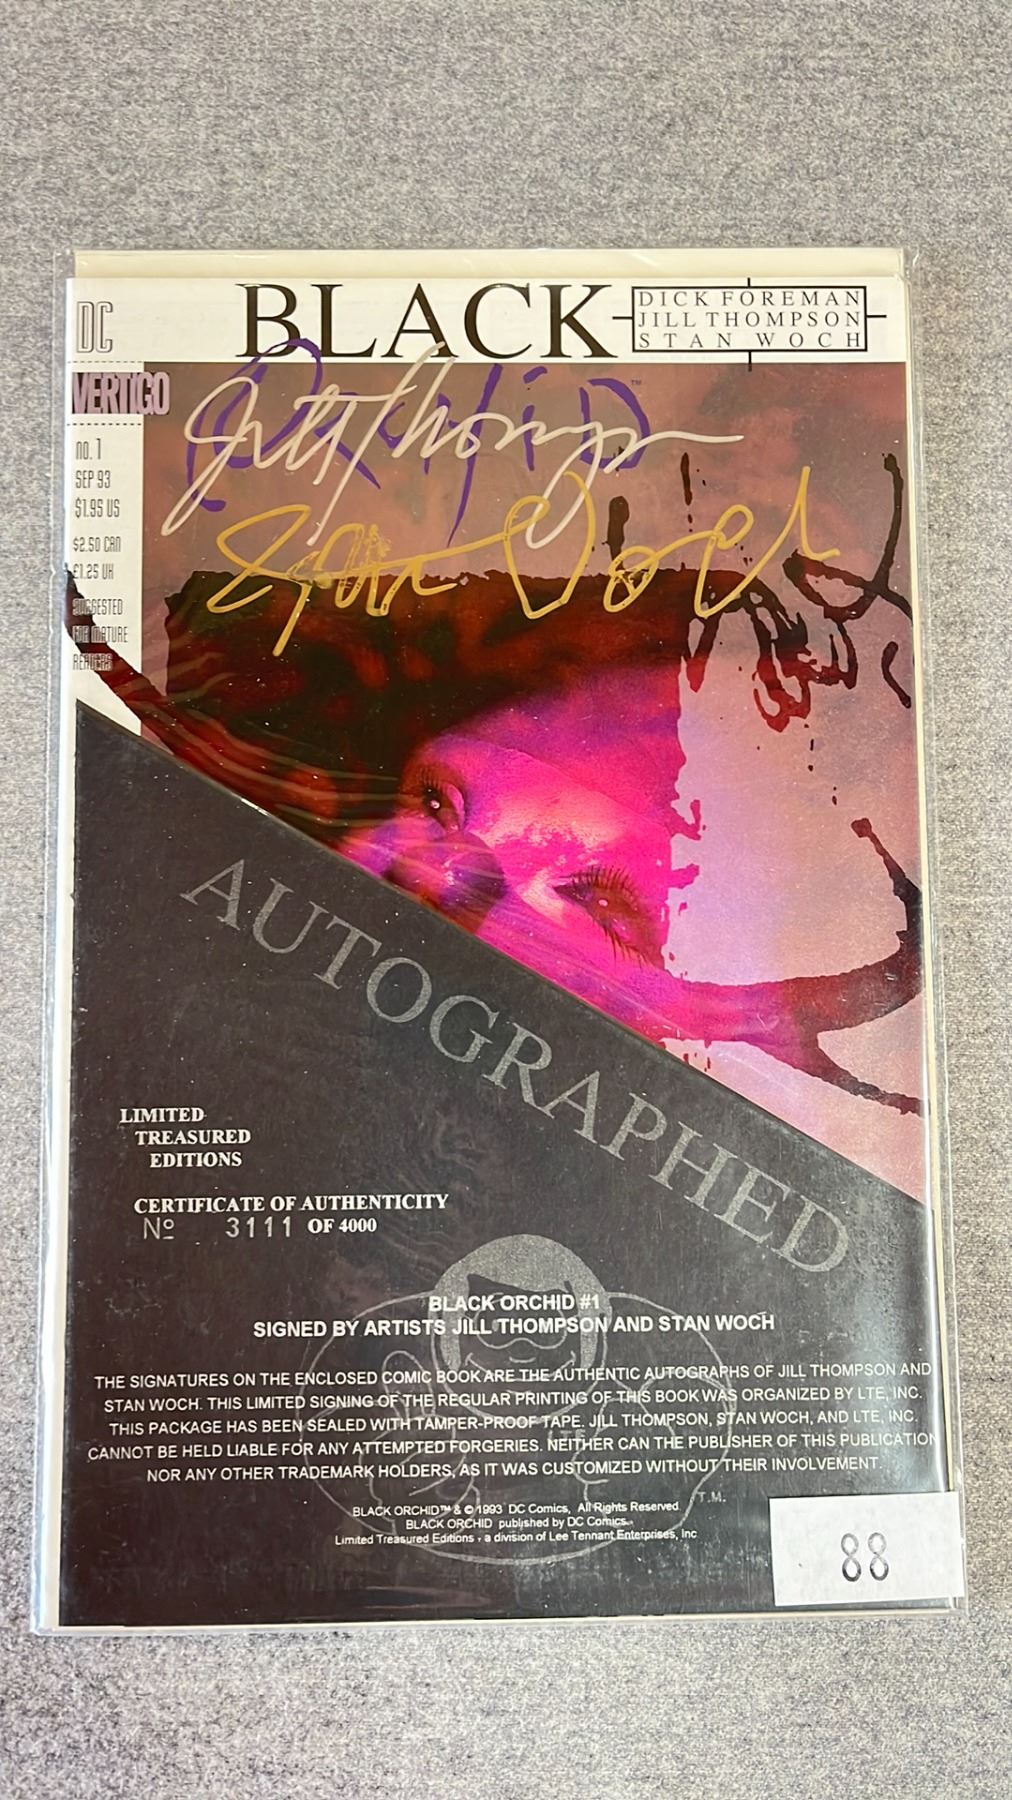 DC
BLACK
DICK FOREMAN
JILL THOMPSON
STAN WOCH
VERTIGO
ORCHID™
Jill Thompson
Stan Woch
no. 1
SEP 93
$1.95 US
$2.50 CAN
£1.25 UK
SUGGESTED
FOR MATURE
READERS
AUTOGRAPHED
LIMITED
TREASURED
EDITIONS
CERTIFICATE OF AUTHENTICITY
Nº 3111 OF 4000
BLACK ORCHID #1
SIGNED BY ARTISTS JILL THOMPSON AND STAN WOCH
THE SIGNATURES ON THE ENCLOSED COMIC BOOK ARE THE AUTHENTIC AUTOGRAPHS OF JILL THOMPSON AND
STAN WOCH. THIS LIMITED SIGNING OF THE REGULAR PRINTING OF THIS BOOK WAS ORGANIZED BY LTE, INC.
THIS PACKAGE HAS BEEN SEALED WITH TAMPER-PROOF TAPE. JILL THOMPSON, STAN WOCH, AND LTE, INC.
CANNOT BE HELD LIABLE FOR ANY ATTEMPTED FORGERIES. NEITHER CAN THE PUBLISHER OF THIS PUBLICATION
NOR ANY OTHER TRADEMARK HOLDERS, AS IT WAS CUSTOMIZED WITHOUT THEIR INVOLVEMENT.
T.M.
BLACK ORCHID™ & © 1993 DC Comics, All Rights Reserved.
BLACK ORCHID published by DC Comics.
Limited Treasured Editions, a division of Lee Tennant Enterprises, Inc
88